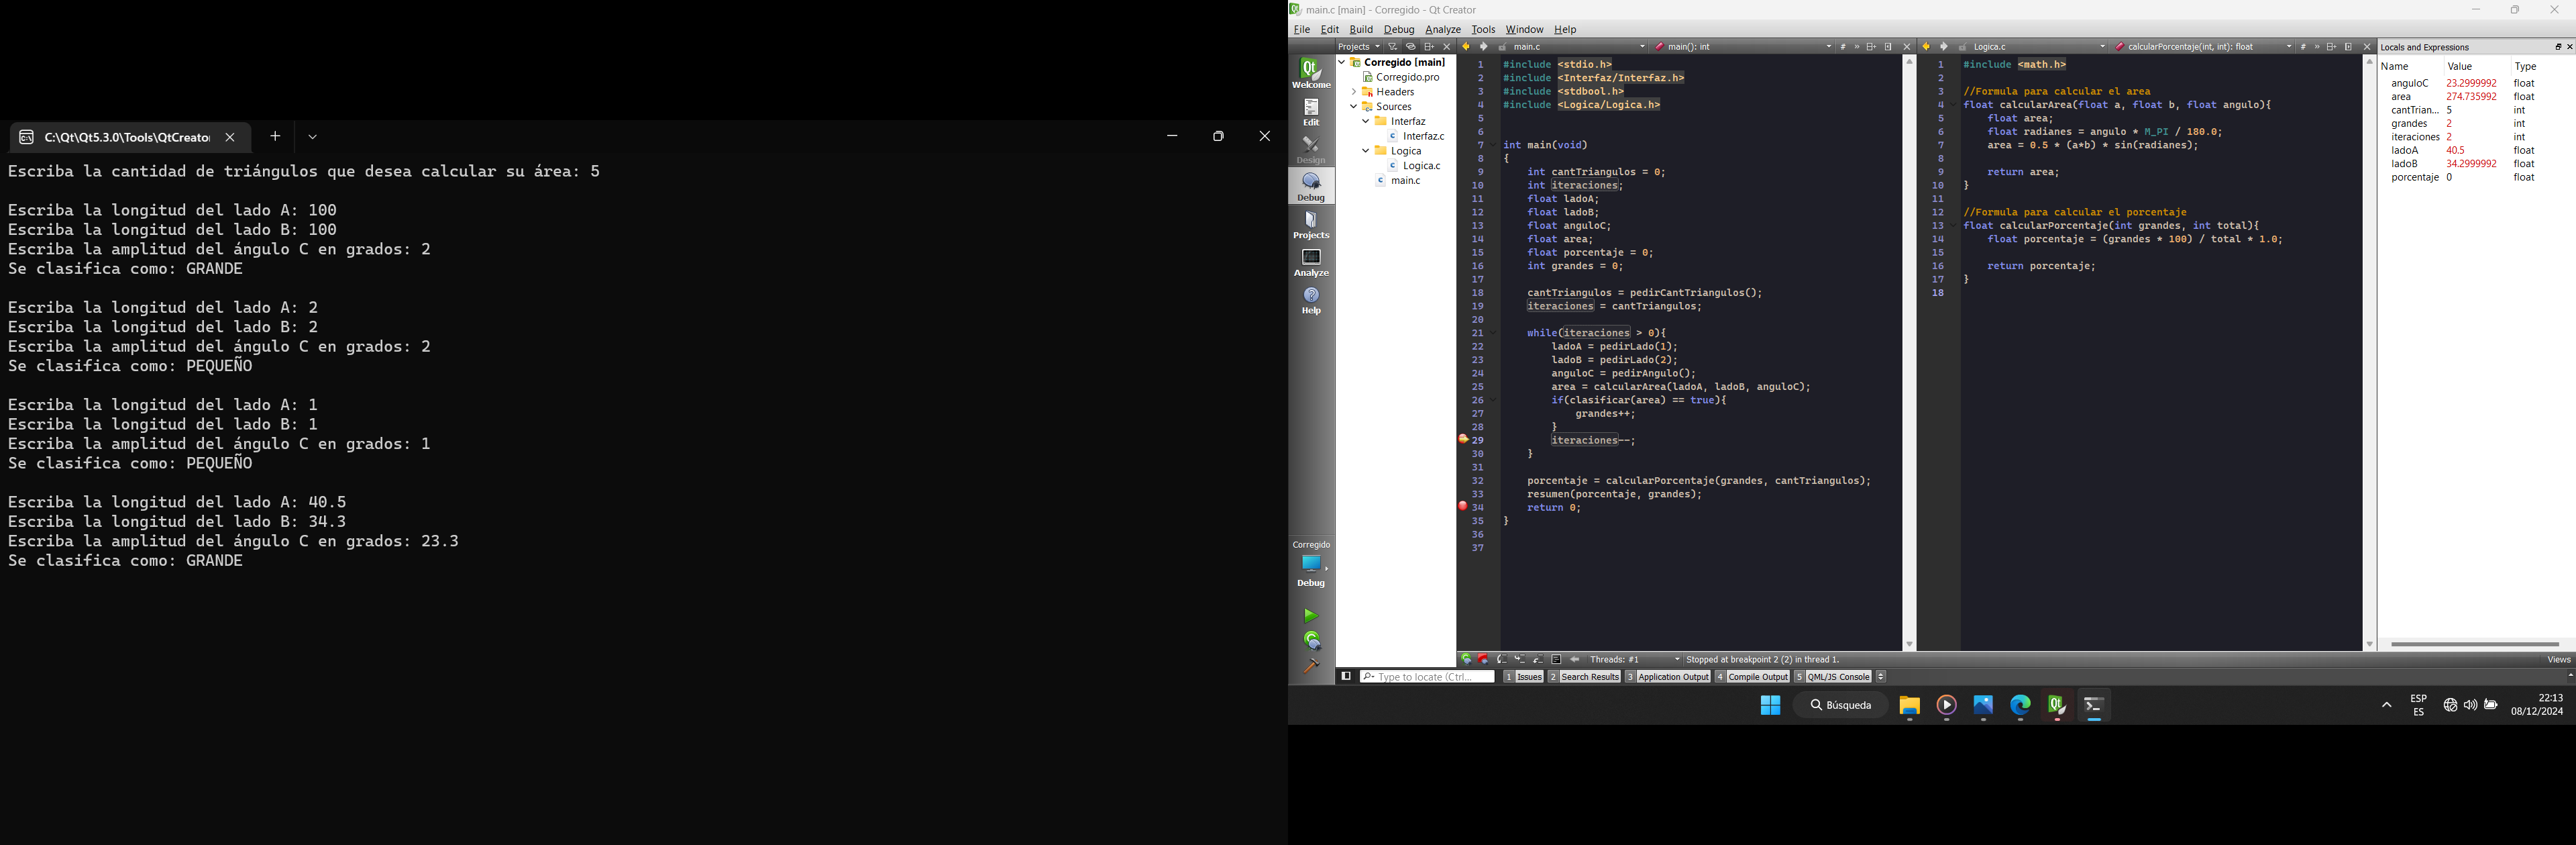 C:\Qt\Qt5.3.0\Tools\QtCreato
Escriba la cantidad de triángulos que desea calcular su área: 5
Escriba la longitud del lado A: 100
Escriba la longitud del lado B: 100
Escriba la amplitud del ángulo C en grados: 2
Se clasifica como: GRANDE
Escriba la longitud del lado A: 2
Escriba la longitud del lado B: 2
Escriba la amplitud del ángulo C en grados: 2
Se clasifica como: PEQUEÑO
Escriba la longitud del lado A: 1
Escriba la longitud del lado B: 1
Escriba la amplitud del ángulo C en grados: 1
Se clasifica como: PEQUEÑO
Escriba la longitud del lado A: 40.5
Escriba la longitud del lado B: 34.3
Escriba la amplitud del ángulo C en grados: 23.3
Se clasifica como: GRANDE
main.c [main] - Corregido - Qt Creator
File Edit Build Debug Analyze Tools Window Help
Welcome
Edit
Design
Debug
Projects
Analyze
Help
Corregido
Debug
Projects
Corregido [main]
Corregido.pro
Headers
Sources
Interfaz
Interfaz.c
Logica
Logica.c
main.c
main.c main(): int # »
1 #include <stdio.h>
2 #include <Interfaz/Interfaz.h>
3 #include <stdbool.h>
4 #include <Logica/Logica.h>
5
6
7 int main(void)
8 {
9 int cantTriangulos = 0;
10 int iteraciones;
11 float ladoA;
12 float ladoB;
13 float anguloC;
14 float area;
15 float porcentaje = 0;
16 int grandes = 0;
17
18 cantTriangulos = pedirCantTriangulos();
19 iteraciones = cantTriangulos;
20
21 while(iteraciones > 0){
22 ladoA = pedirLado(1);
23 ladoB = pedirLado(2);
24 anguloC = pedirAngulo();
25 area = calcularArea(ladoA, ladoB, anguloC);
26 if(clasificar(area) == true){
27 grandes++;
28 }
29 iteraciones--;
30 }
31
32 porcentaje = calcularPorcentaje(grandes, cantTriangulos);
33 resumen(porcentaje, grandes);
34 return 0;
35 }
36
37
Logica.c calcularPorcentaje(int, int): float # »
1 #include <math.h>
2
3 //Formula para calcular el area
4 float calcularArea(float a, float b, float angulo){
5 float area;
6 float radianes = angulo * M_PI / 180.0;
7 area = 0.5 * (a*b) * sin(radianes);
8
9 return area;
10 }
11
12 //Formula para calcular el porcentaje
13 float calcularPorcentaje(int grandes, int total){
14 float porcentaje = (grandes * 100) / total * 1.0;
15
16 return porcentaje;
17 }
18
Locals and Expressions
Name Value Type
anguloC 23.2999992 float
area 274.735992 float
cantTrian... 5 int
grandes 2 int
iteraciones 2 int
ladoA 40.5 float
ladoB 34.2999992 float
porcentaje 0 float
Threads: #1 Stopped at breakpoint 2 (2) in thread 1. Views
Type to locate (Ctrl... 1 Issues 2 Search Results 3 Application Output 4 Compile Output 5 QML/JS Console
Búsqueda
ESP
ES
22:13
08/12/2024